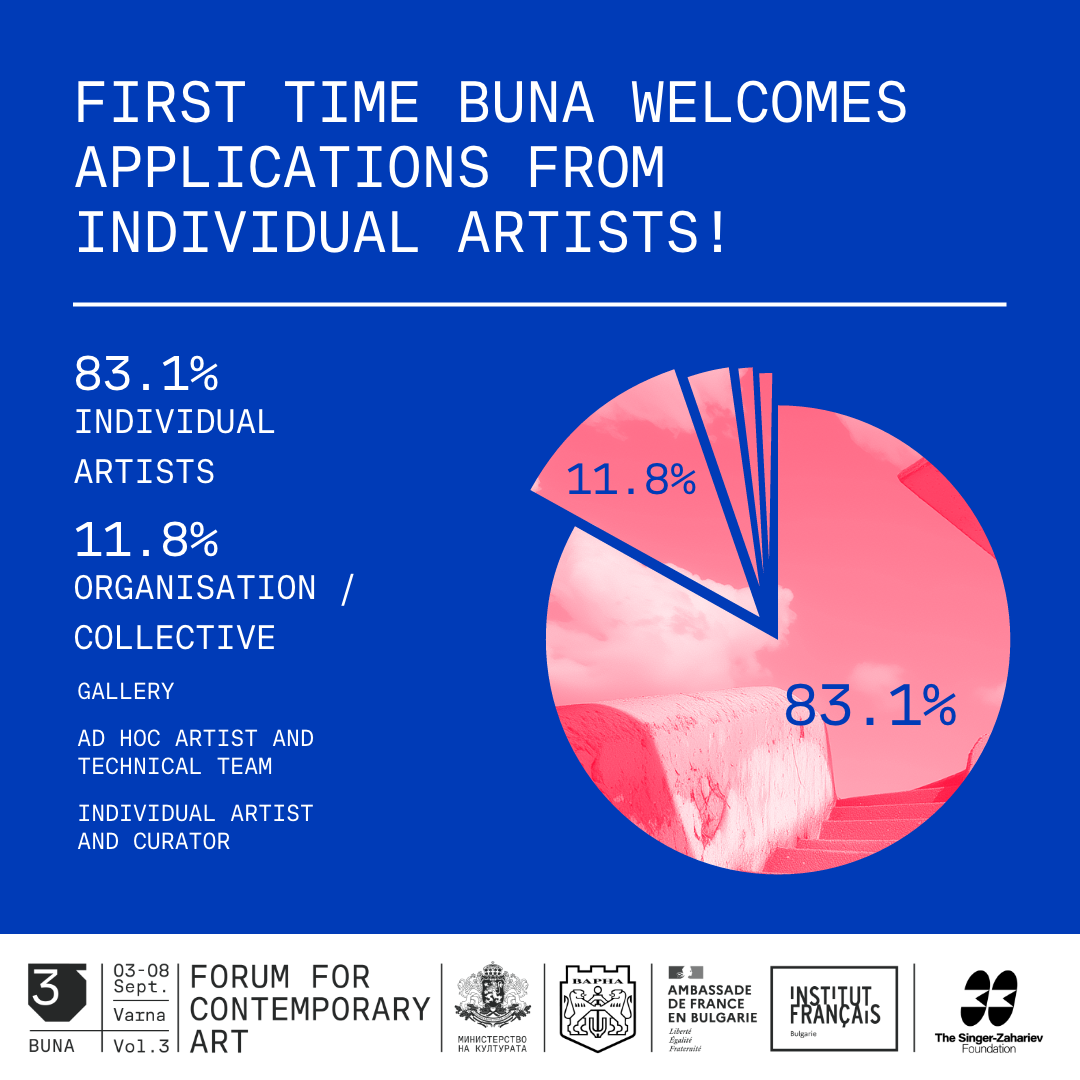 FIRST TIME BUNA WELCOMES
APPLICATIONS FROM
INDIVIDUAL ARTISTS!
83.1%
INDIVIDUAL
ARTISTS
11.8%
ORGANISATION /
COLLECTIVE
GALLERY
AD HOC ARTIST AND
TECHNICAL TEAM
INDIVIDUAL ARTIST
AND CURATOR
11.8%
83.1%
3
BUNA
03-08
Sept.
Varna
Vol.3
FORUM FOR
CONTEMPORARY
ART
МИНИСТЕРСТВО
НА КУЛТУРАТА
ВАРНА
AMBASSADE
DE FRANCE
EN BULGARIE
Liberté
Égalité
Fraternité
INSTITUT
FRANÇAIS
Bulgarie
The Singer-Zahariev
Foundation